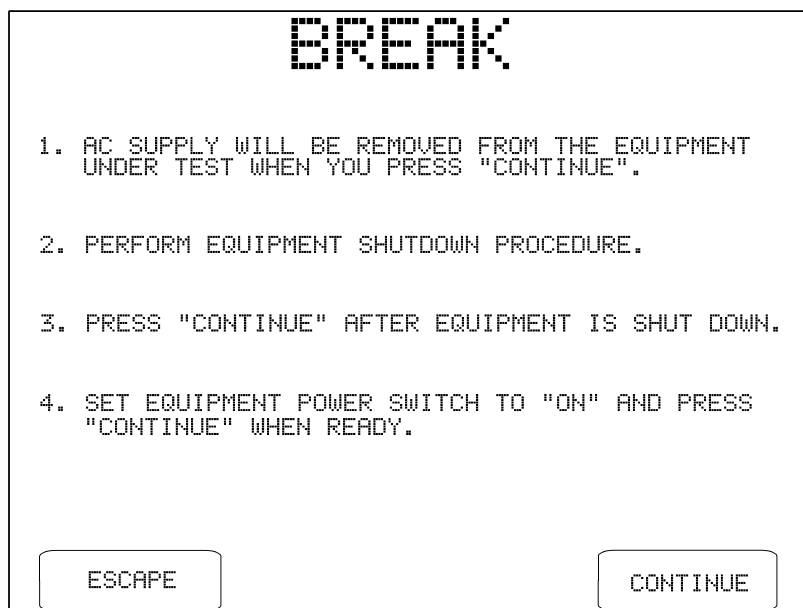 BREAK
1. AC SUPPLY WILL BE REMOVED FROM THE EQUIPMENT
UNDER TEST WHEN YOU PRESS "CONTINUE".
2. PERFORM EQUIPMENT SHUTDOWN PROCEDURE.
3. PRESS "CONTINUE" AFTER EQUIPMENT IS SHUT DOWN.
4. SET EQUIPMENT POWER SWITCH TO "ON" AND PRESS
"CONTINUE" WHEN READY.
ESCAPE
CONTINUE